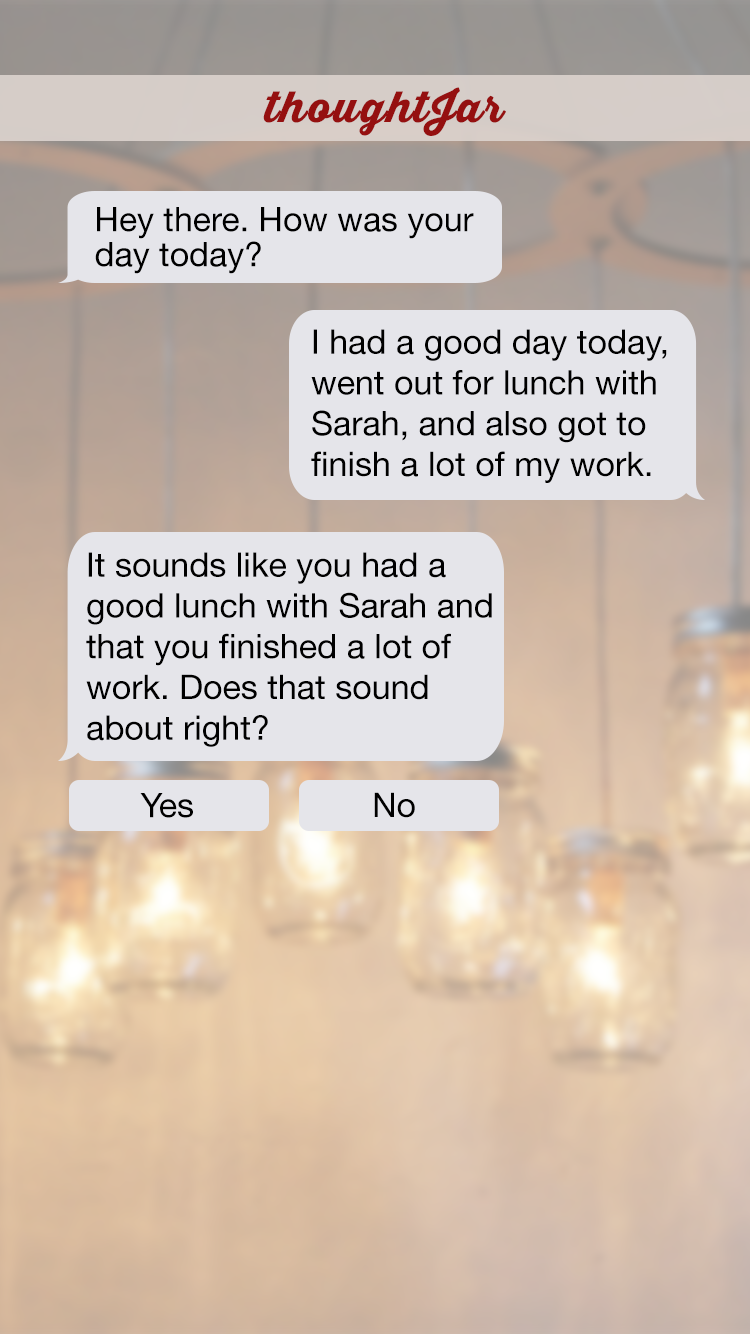 thoughtJar
Hey there. How was your
day today?
I had a good day today,
went out for lunch with
Sarah, and also got to
finish a lot of my work.
It sounds like you had a
good lunch with Sarah and
that you finished a lot of
work. Does that sound
about right?
Yes
No